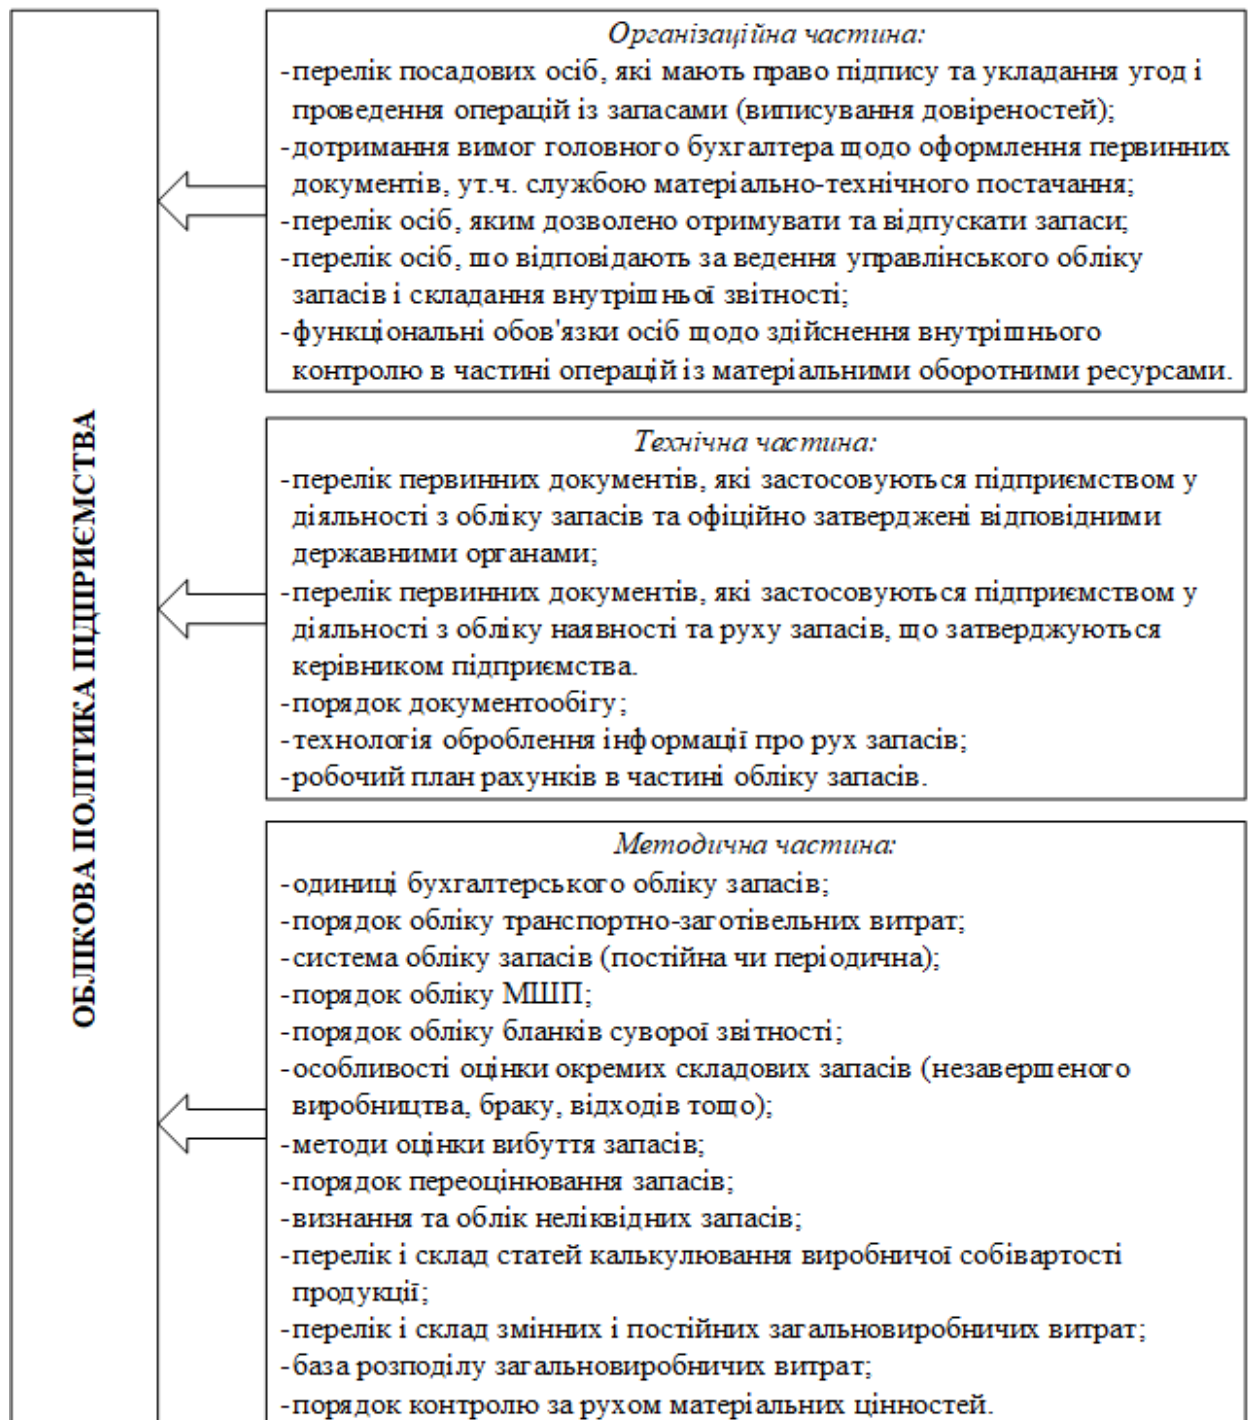 ОБЛІКОВА ПОЛІТИКА ПІДПРИЄМСТВА
Організаційна частина:
-перелік посадових осіб, які мають право підпису та укладання угод і
проведення операцій із запасами (виписування довіреностей);
-дотримання вимог головного бухгалтера щодо оформлення первинних
документів, ут.ч. службою матеріально-технічного постачання;
-перелік осіб, яким дозволено отримувати та відпускати запаси;
-перелік осіб, що відповідають за ведення управлінського обліку
запасів і складання внутрішньої звітності;
-функціональні обов'язки осіб щодо здійснення внутрішнього
контролю в частині операцій із матеріальними оборотними ресурсами.
Технічна частина:
-перелік первинних документів, які застосовуються підприємством у
діяльності з обліку запасів та офіційно затверджені відповідними
державними органами;
-перелік первинних документів, які застосовуються підприємством у
діяльності з обліку наявності та руху запасів, що затверджуються
керівником підприємства.
-порядок документообігу;
-технологія оброблення інформації про рух запасів;
-робочий план рахунків в частині обліку запасів.
Методична частина:
-одиниці бухгалтерського обліку запасів;
-порядок обліку транспортно-заготівельних витрат;
-система обліку запасів (постійна чи періодична);
-порядок обліку МШП;
-порядок обліку бланків суворої звітності;
-особливості оцінки окремих складових запасів (незавершеного
виробництва, браку, відходів тощо);
-методи оцінки вибуття запасів;
-порядок переоцінювання запасів;
-визнання та облік неліквідних запасів;
-перелік і склад статей калькулювання виробничої собівартості
продукції;
-перелік і склад змінних і постійних загальновиробничих витрат;
-база розподілу загальновиробничих витрат;
-порядок контролю за рухом матеріальних цінностей.